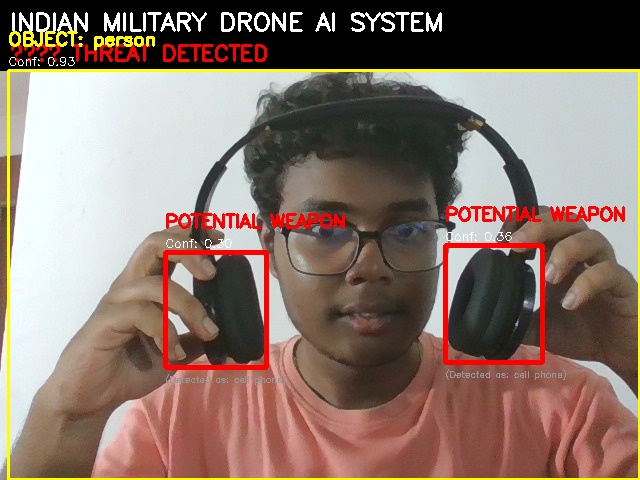 INDIAN MILITARY DRONE AI SYSTEM
OBJECT: person
???? THREAT DETECTED
Conf: 0.93
POTENTIAL WEAPON
Conf: 0.30
(Detected as: cell phone)
POTENTIAL WEAPON
Conf: 0.36
(Detected as: cell phone)